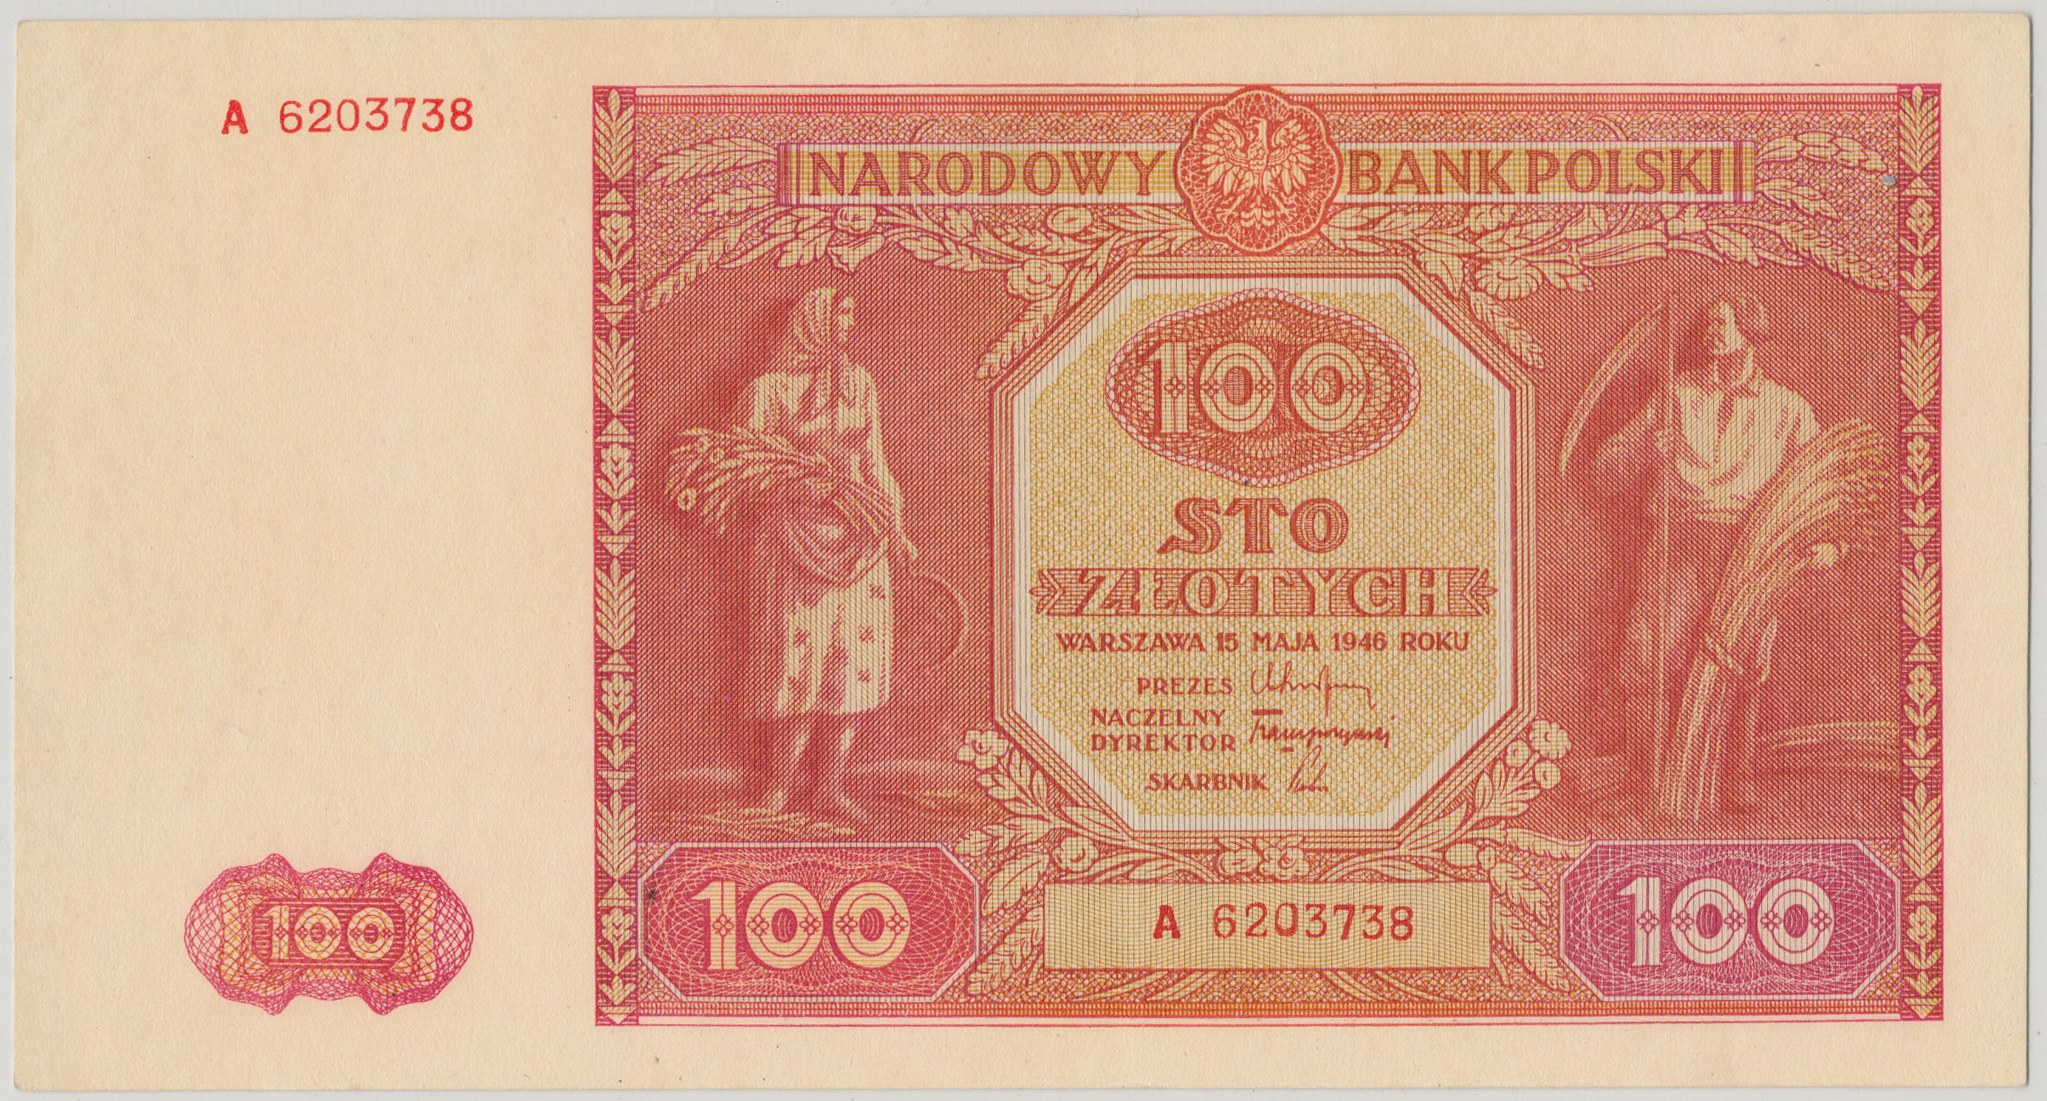 A 6203738
NARODOWY BANK POLSKI
100
STO
ZŁOTYCH
WARSZAWA 15 MAJA 1946 ROKU
PREZES
NACZELNY
DYREKTOR
SKARBNIK
100
100
A 6203738
100